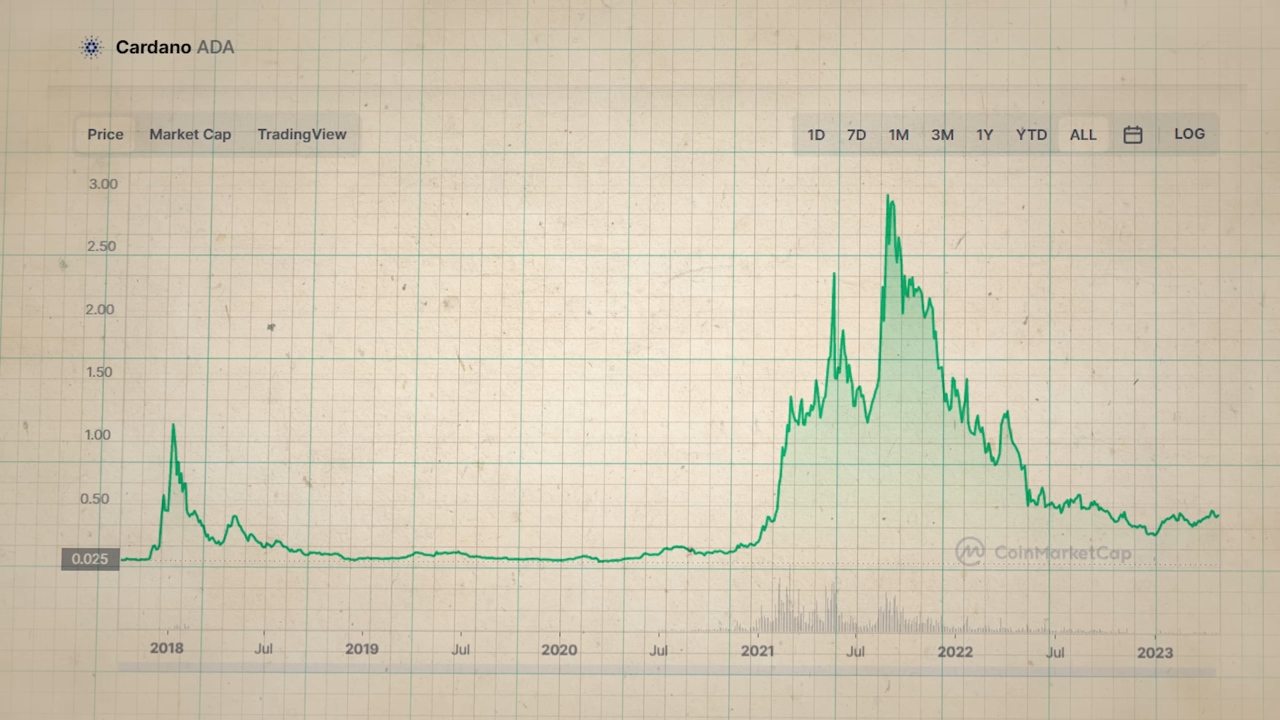 Cardano ADA
Price Market Cap TradingView 1D 7D 1M 3M 1Y YTD ALL LOG
3.00
2.50
2.00
1.50
1.00
0.50
0.025
CoinMarketCap
2018 Jul 2019 Jul 2020 Jul 2021 Jul 2022 Jul 2023